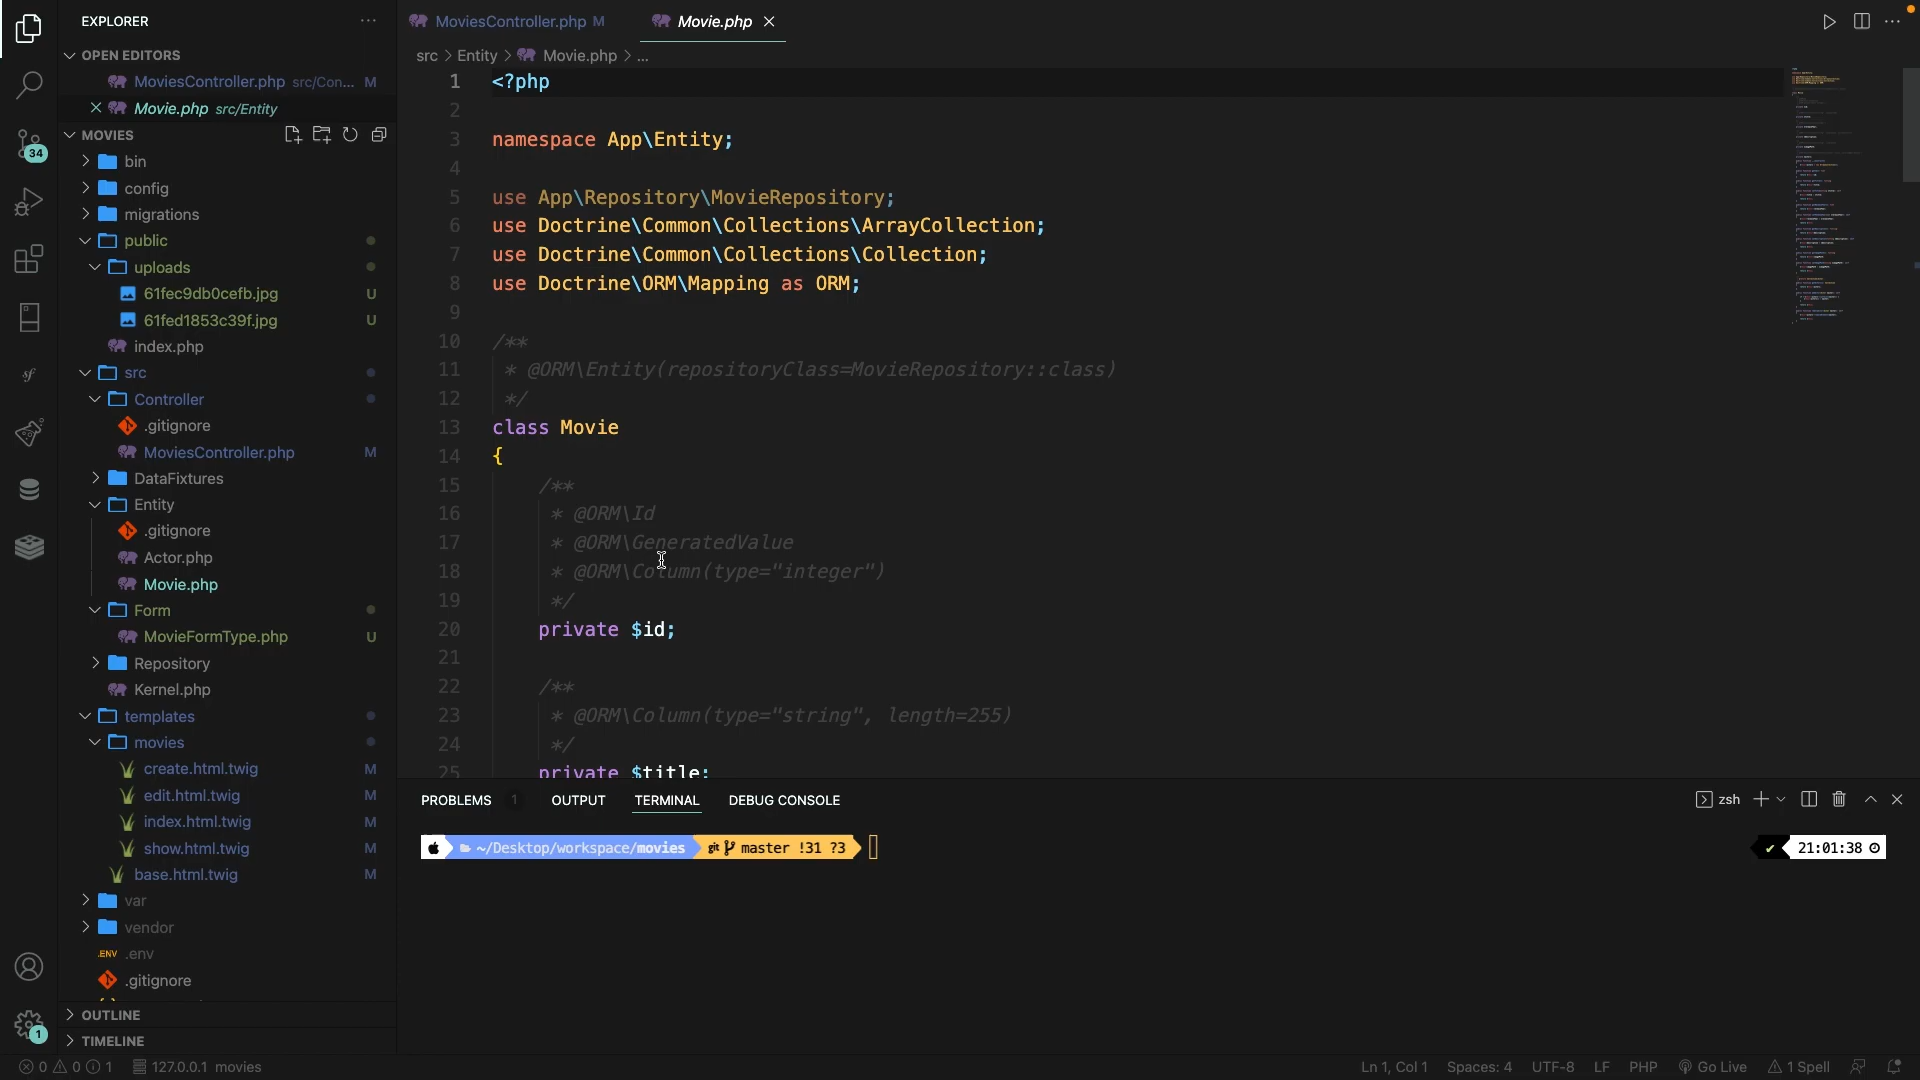 EXPLORER
OPEN EDITORS
MoviesController.php src/Con... M
Movie.php src/Entity
MOVIES
bin
config
migrations
public
uploads
61fec9db0cefb.jpg U
61fed1853c39f.jpg U
index.php
src
Controller
.gitignore
MoviesController.php M
DataFixtures
Entity
.gitignore
Actor.php
Movie.php
Form
MovieFormType.php U
Repository
Kernel.php
templates
movies
create.html.twig M
edit.html.twig M
index.html.twig M
show.html.twig M
base.html.twig M
var
vendor
.ENV .env
.gitignore
OUTLINE
TIMELINE
34
sf
1
MoviesController.php M
Movie.php
src > Entity > Movie.php > ...
1 <?php
2
3 namespace App\Entity;
4
5 use App\Repository\MovieRepository;
6 use Doctrine\Common\Collections\ArrayCollection;
7 use Doctrine\Common\Collections\Collection;
8 use Doctrine\ORM\Mapping as ORM;
9
10 /**
11 * @ORM\Entity(repositoryClass=MovieRepository::class)
12 */
13 class Movie
14 {
15 /**
16 * @ORM\Id
17 * @ORM\GeneratedValue
18 * @ORM\Column(type="integer")
19 */
20 private $id;
21
22 /**
23 * @ORM\Column(type="string", length=255)
24 */
25 private $title;
PROBLEMS 1 OUTPUT TERMINAL DEBUG CONSOLE
zsh
~/Desktop/workspace/movies git master !31 ?3
✔ 21:01:38
0 0 1 127.0.0.1 movies
Ln 1, Col 1 Spaces: 4 UTF-8 LF PHP Go Live 1 Spell